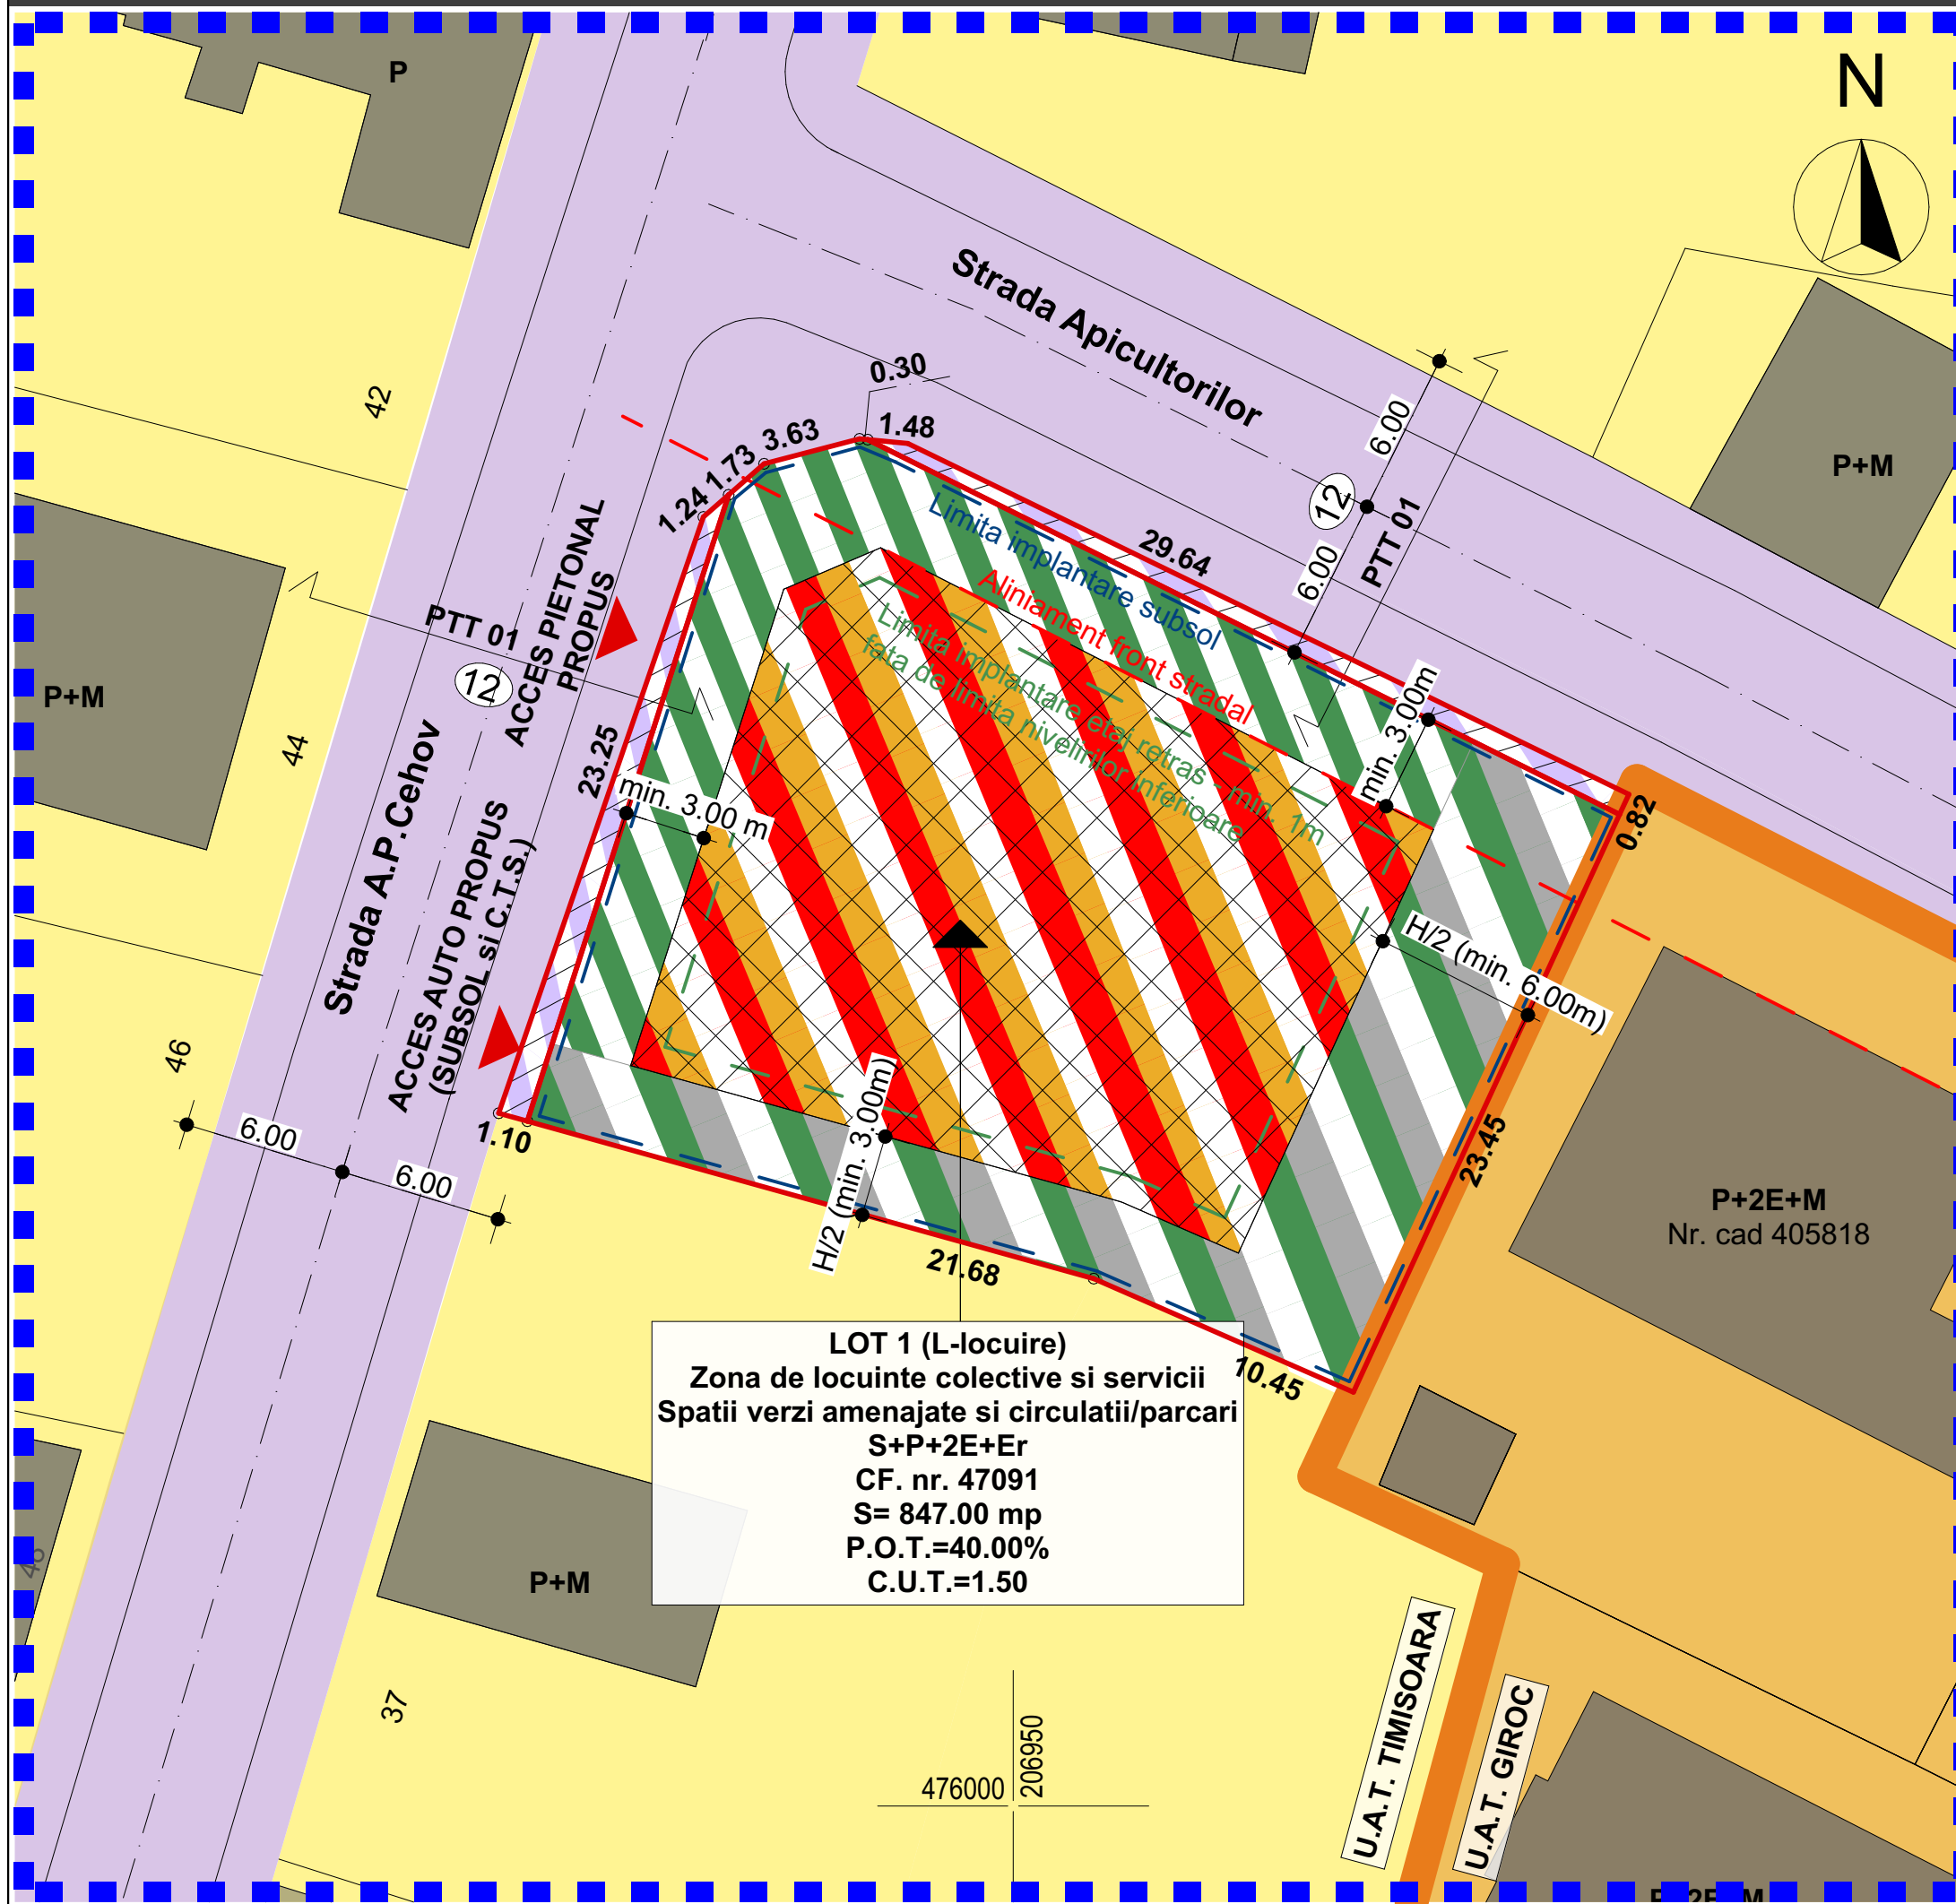 P
N
Strada Apicultorilor
42
0.30
1.48
3.63
1.73
1.24
6.00
12
6.00
PTT 01
29.64
P+M
Limita implantare subsol
Aliniament front stradal
Limita implantare etaj retras - min. 1m
fata de limita nivelirilor inferioare
ACCES PIETONAL
PROPUS
PTT 01
12
P+M
44
Strada A.P.Cehov
23.25
min. 3.00 m
min. 3.00m
0.82
ACCES AUTO PROPUS
(SUBSOL si C.T.S.)
H/2 (min. 6.00m)
46
6.00
6.00
1.10
H/2 (min. 3.00m)
23.45
P+2E+M
Nr. cad 405818
21.68
10.45
LOT 1 (L-locuire)
Zona de locuinte colective si servicii
Spatii verzi amenajate si circulatii/parcari
S+P+2E+Er
CF. nr. 47091
S= 847.00 mp
P.O.T.=40.00%
C.U.T.=1.50
P+M
37
U.A.T. TIMISOARA
U.A.T. GIROC
476000
206950